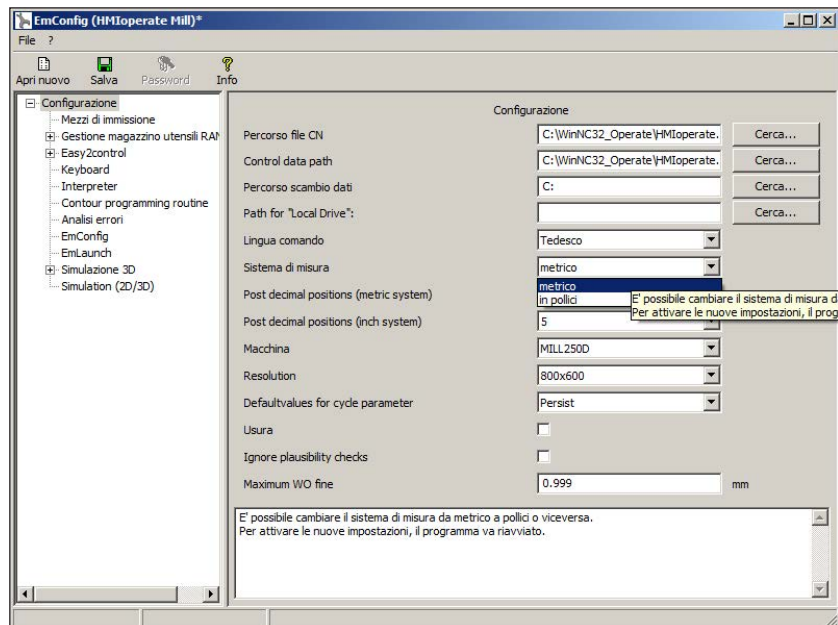 EmConfig (HMIoperate Mill)*
File ?
Apri nuovo Salva Password Info
Configurazione
Mezzi di immissione
Gestione magazzino utensili RAN
Easy2control
Keyboard
Interpreter
Contour programming routine
Analisi errori
EmConfig
EmLaunch
Simulazione 3D
Simulation (2D/3D)
Configurazione
Percorso file CN C:\WinNC32_Operate\HMIoperate. Cerca...
Control data path C:\WinNC32_Operate\HMIoperate. Cerca...
Percorso scambio dati C: Cerca...
Path for "Local Drive": Cerca...
Lingua comando Tedesco
Sistema di misura metrico
metrico
in pollici
E' possibile cambiare il sistema di misura d
Per attivare le nuove impostazioni, il prog
Post decimal positions (metric system)
Post decimal positions (inch system) 5
Macchina MILL250D
Resolution 800x600
Defaultvalues for cycle parameter Persist
Usura
Ignore plausibility checks
Maximum WO fine 0.999 mm
E' possibile cambiare il sistema di misura da metrico a pollici o viceversa.
Per attivare le nuove impostazioni, il programma va riavviato.